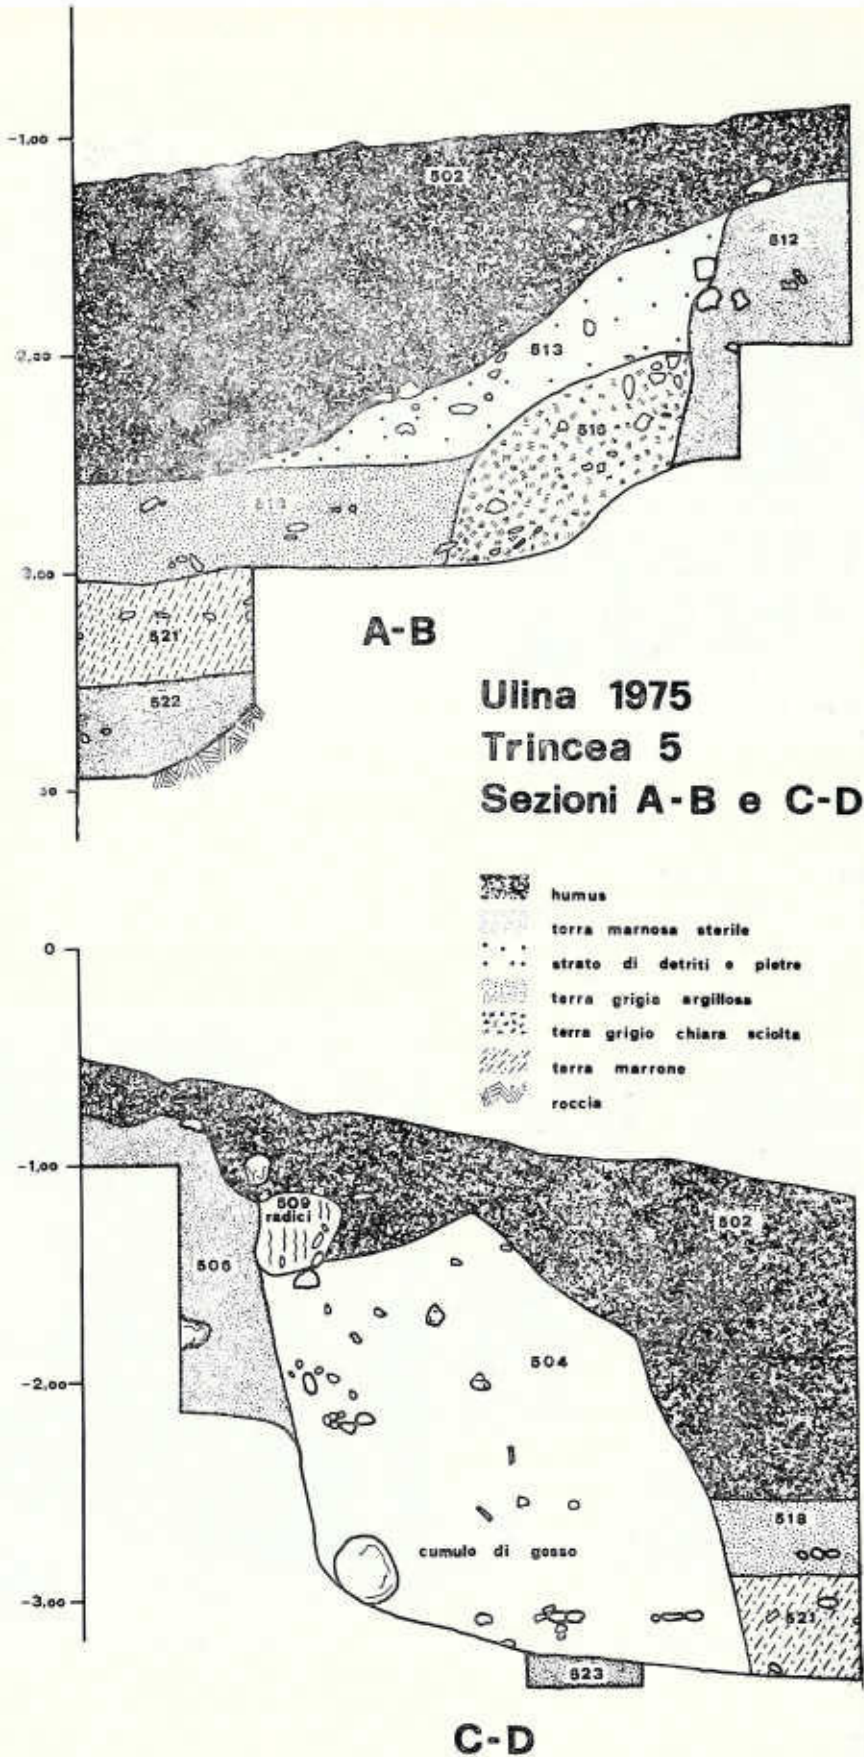 -1,00
502
512
2,00
513
516
3,00
A-B
521
522
Ulina 1975
Trincea 5
Sezioni A-B e C-D
humus
terra marnosa sterile
strato di detriti e pietre
terra grigio argillosa
terra grigio chiara sciolta
terra marrone
roccia
0
-1,00
509
radici
502
505
504
-2,00
518
cumulo di gesso
-3,00
521
523
C-D